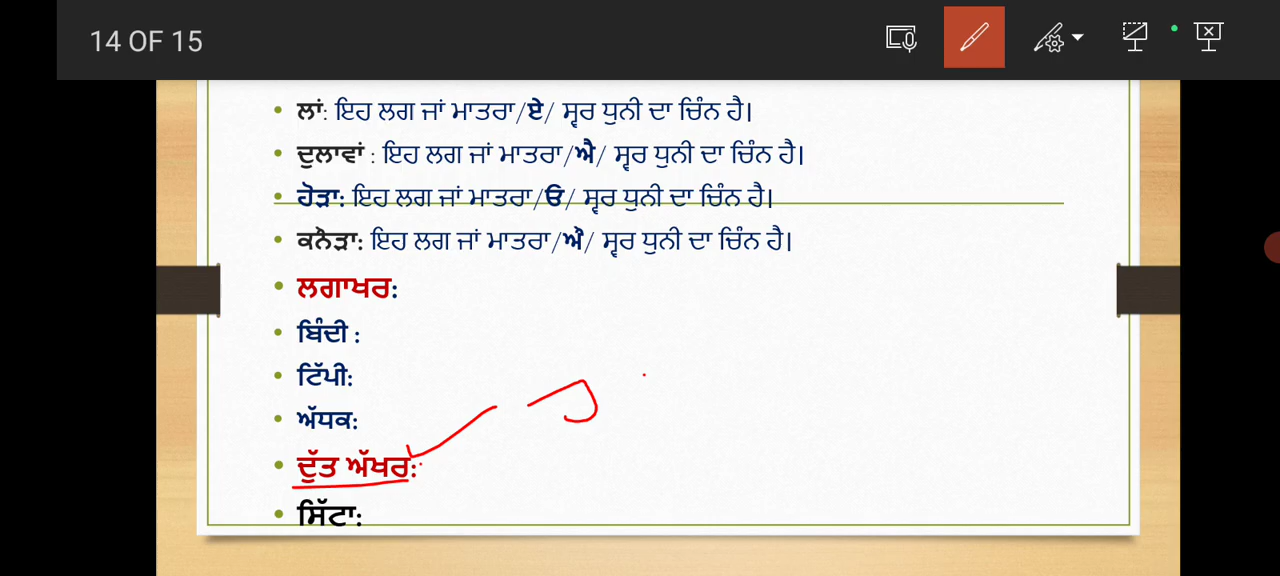 14 OF 15
• ਲਾਂ: ਇਹ ਲਗ ਜਾਂ ਮਾਤਰਾ/ਏ/ ਸ੍ਵਰ ਧੁਨੀ ਦਾ ਚਿੰਨ ਹੈ।
• ਦੁਲਾਵਾਂ : ਇਹ ਲਗ ਜਾਂ ਮਾਤਰਾ/ਐ/ ਸ੍ਵਰ ਧੁਨੀ ਦਾ ਚਿੰਨ ਹੈ।
• ਹੋੜਾ: ਇਹ ਲਗ ਜਾਂ ਮਾਤਰਾ/ਓ/ ਸ੍ਵਰ ਧੁਨੀ ਦਾ ਚਿੰਨ ਹੈ।
• ਕਨੌੜਾ: ਇਹ ਲਗ ਜਾਂ ਮਾਤਰਾ/ਔ/ ਸ੍ਵਰ ਧੁਨੀ ਦਾ ਚਿੰਨ ਹੈ।
• ਲਗਾਖਰ:
• ਬਿੰਦੀ :
• ਟਿੱਪੀ:
• ਅੱਧਕ:
• ਦੁੱਤ ਅੱਖਰ:
• ਸਿੱਟਾ: